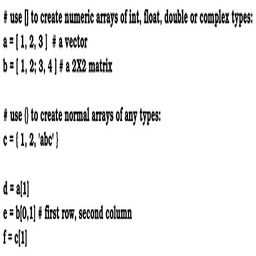 # use [] to create numeric arrays of int, float, double or complex types:
a = [ 1, 2, 3 ]  # a vector
b = [ 1, 2; 3, 4 ] # a 2X2 matrix
# use {} to create normal arrays of any types:
c = { 1, 2, 'abc' }
d = a[1]
e = b[0,1] # first row, second column
f = c[1]